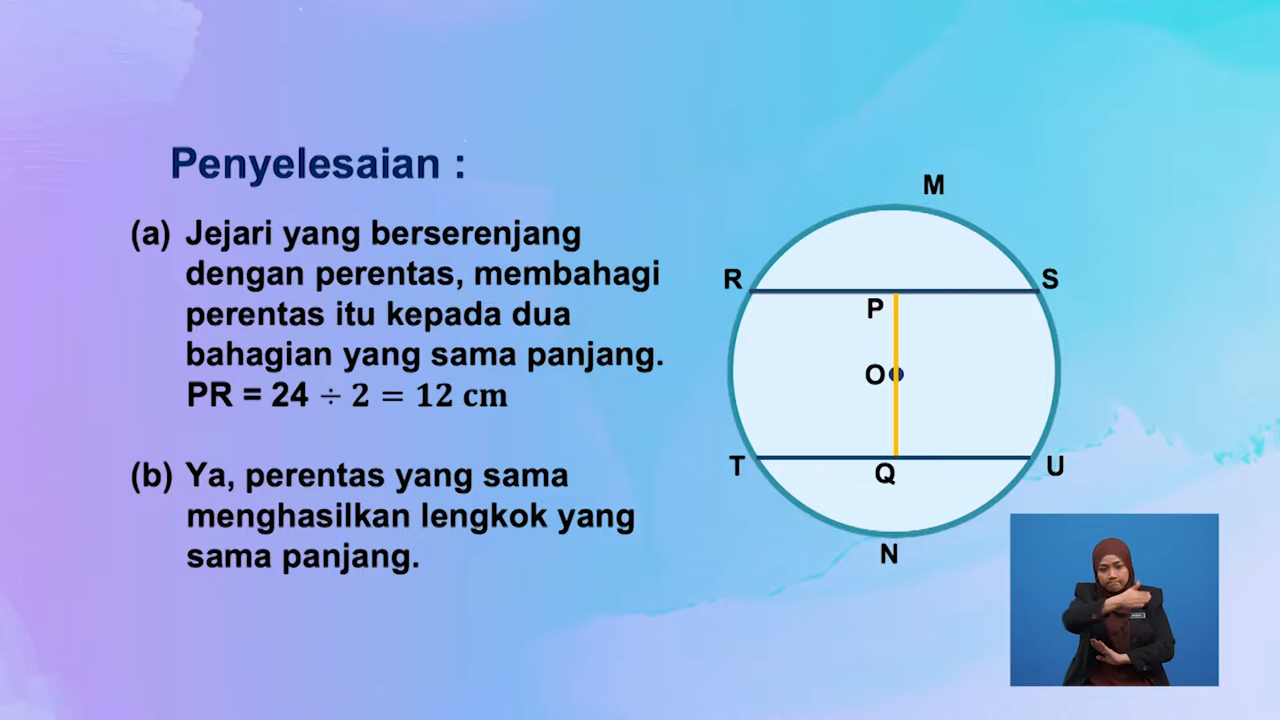 Penyelesaian :
(a) Jejari yang berserenjang
dengan perentas, membahagi
perentas itu kepada dua
bahagian yang sama panjang.
PR = 24 ÷ 2 = 12 cm
(b) Ya, perentas yang sama
menghasilkan lengkok yang
sama panjang.
M
R
S
P
O
T
Q
U
N